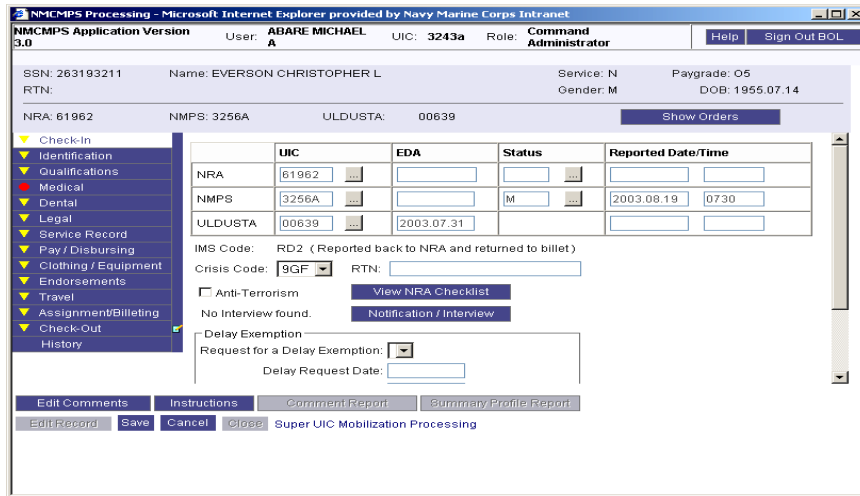 NMCMPS Processing - Microsoft Internet Explorer provided by Navy Marine Corps Intranet
NMCMPS Application Version 3.0 User: ABARE MICHAEL A UIC: 3243a Role: Command Administrator Help Sign Out BOL
SSN: 263193211 Name: EVERSON CHRISTOPHER L Service: N Paygrade: O5
RTN: Gender: M DOB: 1955.07.14
NRA: 61962 NMPS: 3256A ULDUSTA: 00639 Show Orders
Check-In
Identification
Qualifications
Medical
Dental
Legal
Service Record
Pay / Disbursing
Clothing / Equipment
Endorsements
Travel
Assignment/Billeting
Check-Out
History
UIC EDA Status Reported Date/Time
NRA 61962 ...
NMPS 3256A ... M ... 2003.08.19 0730
ULDUSTA 00639 ... 2003.07.31
IMS Code: RD2 ( Reported back to NRA and returned to billet )
Crisis Code: 9GF RTN:
Anti-Terrorism View NRA Checklist
No Interview found. Notification / Interview
Delay Exemption
Request for a Delay Exemption:
Delay Request Date:
Edit Comments Instructions Comment Report Summary Profile Report
Edit Record Save Cancel Close Super UIC Mobilization Processing